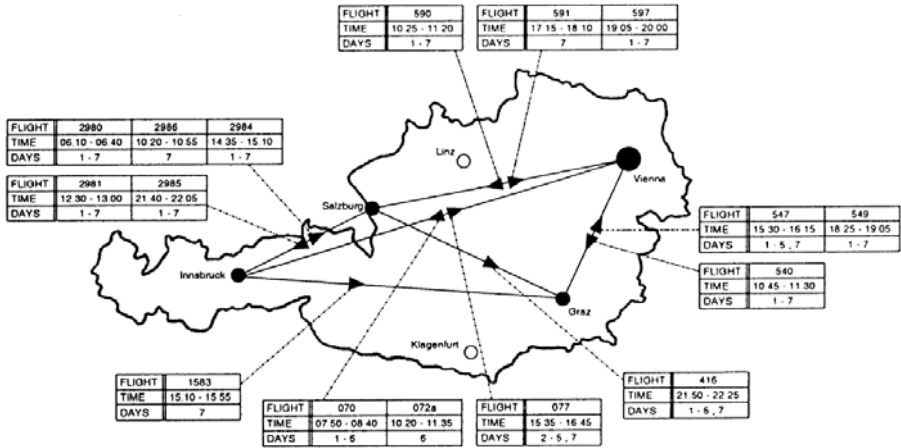 FLIGHT 590
TIME 10 25 - 11 20
DAYS 1 - 7
FLIGHT 591 597
TIME 17 15 - 18 10 19 05 - 20 00
DAYS 7 1 - 7
FLIGHT 2980 2986 2984
TIME 06.10 - 06.40 10 20 - 10.55 14 35 - 15.10
DAYS 1 - 7 7 1 - 7
FLIGHT 2981 2985
TIME 12.30 - 13.00 21.40 - 22.05
DAYS 1 - 7 1 - 7
Linz
Vienna
Salzburg
Innsbruck
Graz
Klagenfurt
FLIGHT 547 549
TIME 15 30 - 16 15 18 25 - 19.05
DAYS 1 - 5 , 7 1 - 7
FLIGHT 540
TIME 10 45 - 11.30
DAYS 1 - 7
FLIGHT 1583
TIME 15.10 - 15 55
DAYS 7
FLIGHT 070 072a
TIME 07 50 - 08 40 10.20 - 11.35
DAYS 1 - 6 6
FLIGHT 077
TIME 15 35 - 16 45
DAYS 2 - 5 , 7
FLIGHT 416
TIME 21.50 - 22 25
DAYS 1 - 5 , 7